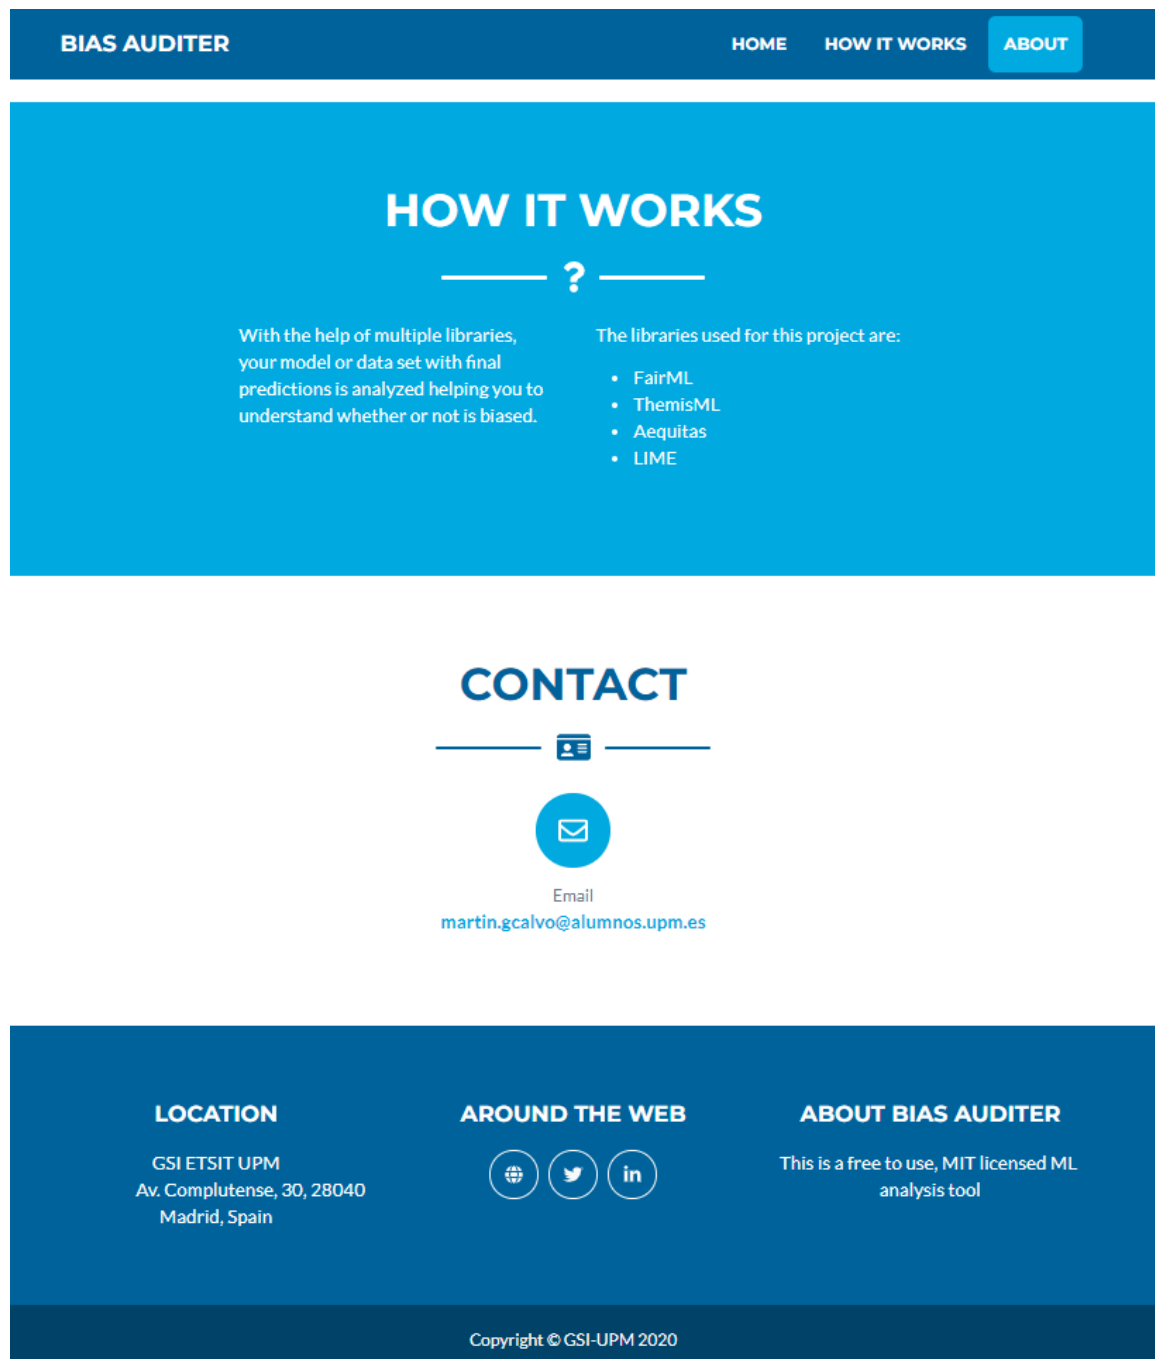 BIAS AUDITER
HOME
HOW IT WORKS
ABOUT
HOW IT WORKS
With the help of multiple libraries,
your model or data set with final
predictions is analyzed helping you to
understand whether or not is biased.
The libraries used for this project are:
• FairML
• ThemisML
• Aequitas
• LIME
CONTACT
Email
martin.gcalvo@alumnos.upm.es
LOCATION
GSI ETSIT UPM
Av. Complutense, 30, 28040
Madrid, Spain
AROUND THE WEB
in
ABOUT BIAS AUDITER
This is a free to use, MIT licensed ML
analysis tool
Copyright © GSI-UPM 2020